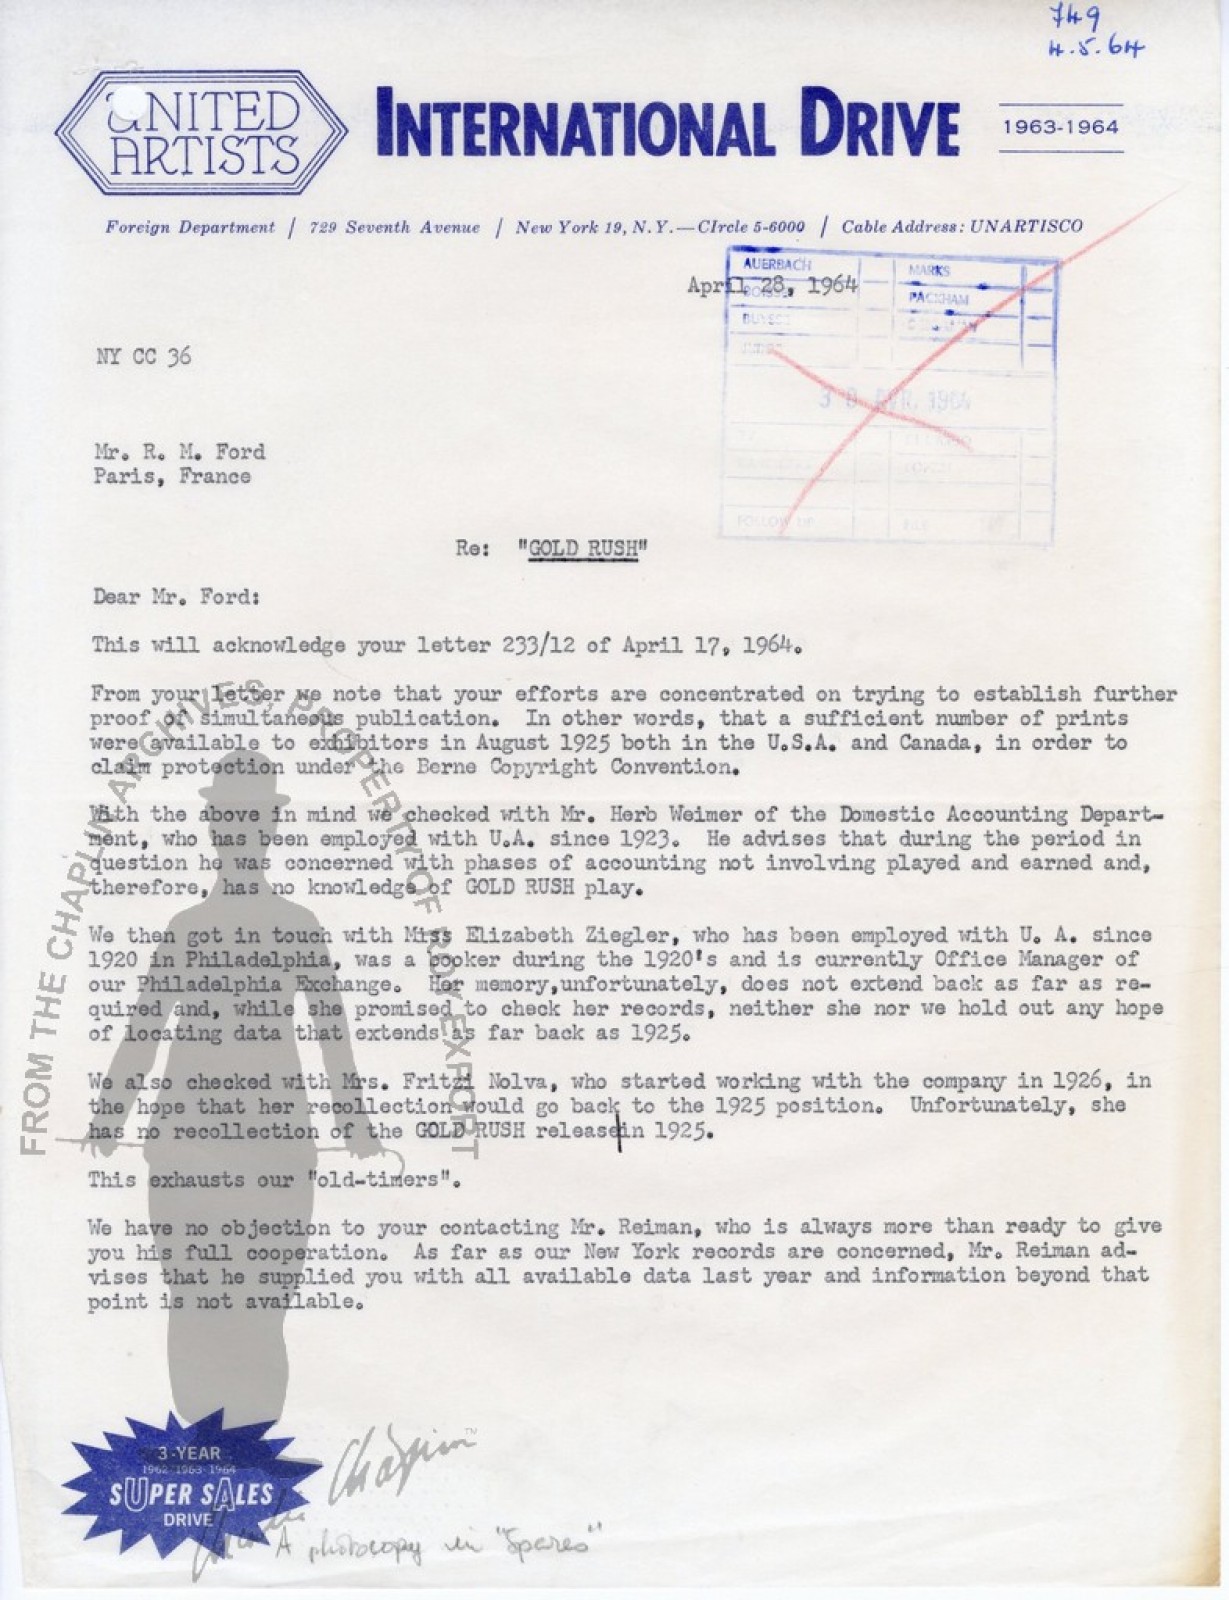 749
4.5.64
UNITED
ARTISTS
INTERNATIONAL DRIVE
1963-1964
Foreign Department / 729 Seventh Avenue / New York 19, N.Y.—CIrcle 5-6000 / Cable Address: UNARTISCO
AUERBACH MARKS
April 28, 1964
PACKHAM
30 AVR. 1964
FOLLOW UP
NY CC 36
Mr. R. M. Ford
Paris, France
Re: "GOLD RUSH"
Dear Mr. Ford:
This will acknowledge your letter 233/12 of April 17, 1964.
From your letter we note that your efforts are concentrated on trying to establish further
proof of simultaneous publication. In other words, that a sufficient number of prints
were available to exhibitors in August 1925 both in the U.S.A. and Canada, in order to
claim protection under the Berne Copyright Convention.
With the above in mind we checked with Mr. Herb Weimer of the Domestic Accounting Depart-
ment, who has been employed with U.A. since 1923. He advises that during the period in
question he was concerned with phases of accounting not involving played and earned and,
therefore, has no knowledge of GOLD RUSH play.
We then got in touch with Miss Elizabeth Ziegler, who has been employed with U. A. since
1920 in Philadelphia, was a booker during the 1920's and is currently Office Manager of
our Philadelphia Exchange. Her memory,unfortunately, does not extend back as far as re-
quired and, while she promised to check her records, neither she nor we hold out any hope
of locating data that extends as far back as 1925.
We also checked with Mrs. Fritzi Nolva, who started working with the company in 1926, in
the hope that her recollection would go back to the 1925 position. Unfortunately, she
has no recollection of the GOLD RUSH release|in 1925.
This exhausts our "old-timers".
We have no objection to your contacting Mr. Reiman, who is always more than ready to give
you his full cooperation. As far as our New York records are concerned, Mr. Reiman ad-
vises that he supplied you with all available data last year and information beyond that
point is not available.
FROM THE CHAPLIN ARCHIVES, PROPERTY OF ROY EXPORT
3-YEAR
1962-1963-1964
SUPER SALES
DRIVE
Charlie Chaplin™
A photocopy in "Spares"